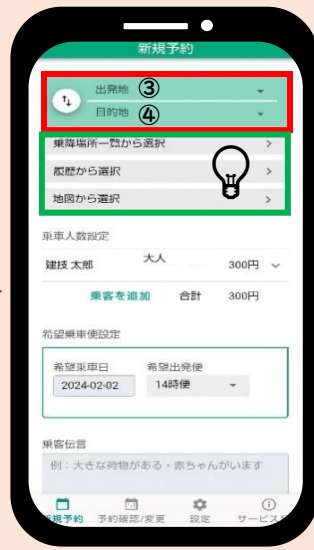 新規予約
出発地 ③
目的地 ④
乗降場所一覧から選択 >
履歴から選択 >
地図から選択 >
乗車人数設定
建技 太郎 大人 300円
乗客を追加 合計 300円
希望乗車便設定
希望乗車日 希望出発便
2024-02-02 14時便
乗客伝言
例：大きな荷物がある・赤ちゃんがいます
新規予約 予約確認/変更 設定 サービス